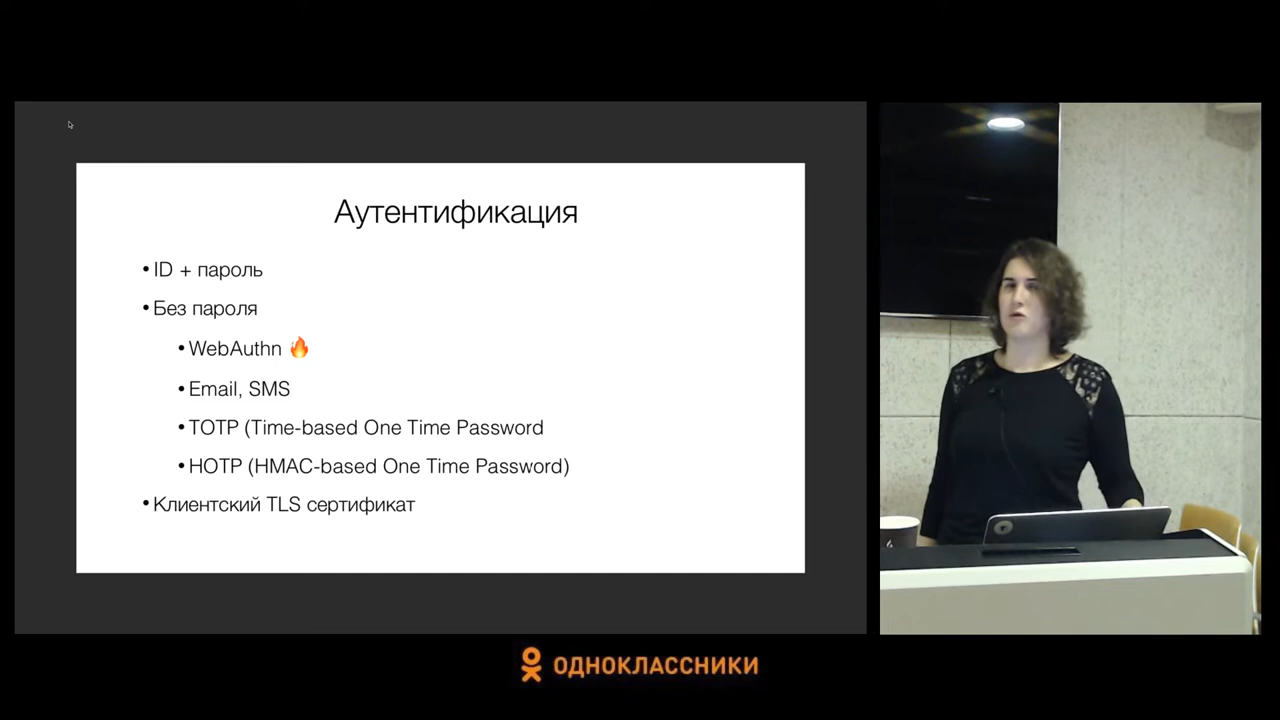 Аутентификация
• ID + пароль
• Без пароля
• WebAuthn 🔥
• Email, SMS
• TOTP (Time-based One Time Password
• HOTP (HMAC-based One Time Password)
• Клиентский TLS сертификат
ОДНОКЛАССНИКИ